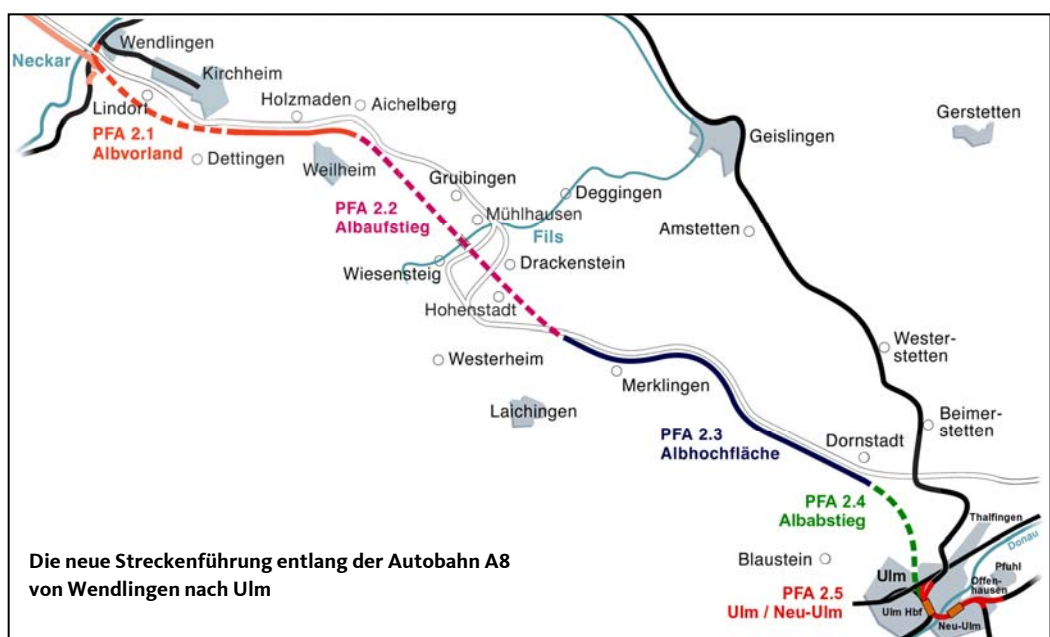 Wendlingen
Neckar
Kirchheim
Lindorf
Holzmaden
Aichelberg
PFA 2.1
Albvorland
Dettingen
Weilheim
Geislingen
Gerstetten
Gruibingen
Deggingen
PFA 2.2
Albaufstieg
Mühlhausen
Fils
Amstetten
Wiesensteig
Drackenstein
Hohenstadt
Westerheim
Wester-
stetten
Merklingen
Laichingen
Beimer-
stetten
PFA 2.3
Albhochfläche
Dornstadt
PFA 2.4
Albabstieg
Thalfingen
Donau
Blaustein
Pfuhl
Ulm
Offen-
hausen
PFA 2.5
Ulm / Neu-Ulm
Ulm Hbf
Neu-Ulm
Die neue Streckenführung entlang der Autobahn A8
von Wendlingen nach Ulm